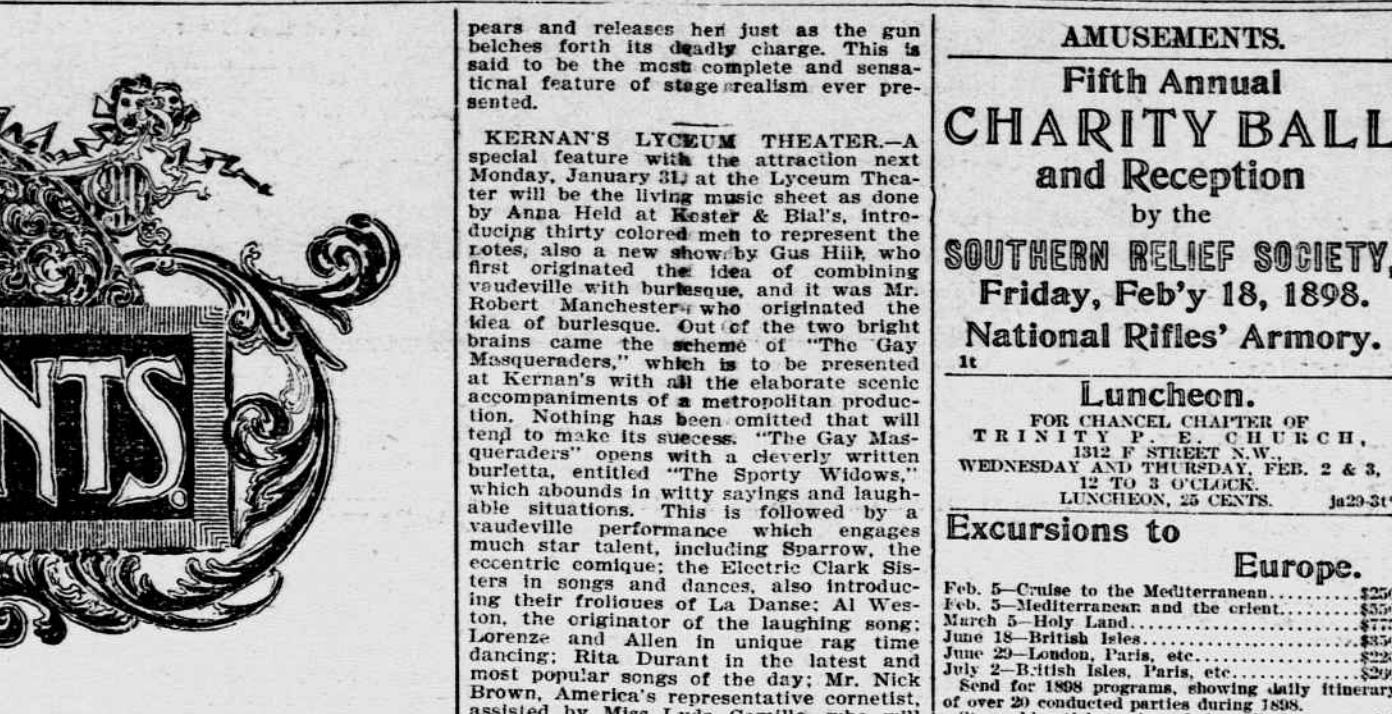 NTS.
pears and releases her just as the gun
belches forth its deadly charge. This is
said to be the most complete and sensa-
tional feature of stage realism ever pre-
sented.
KERNAN'S LYCEUM THEATER.—A
special feature with the attraction next
Monday, January 31, at the Lyceum Thea-
ter will be the living music sheet as done
by Anna Held at Koster & Bial's, intro-
ducing thirty colored men to represent the
notes, also a new show by Gus Hill, who
first originated the idea of combining
vaudeville with burlesque, and it was Mr.
Robert Manchester who originated the
idea of burlesque. Out of the two bright
brains came the scheme of "The Gay
Masqueraders," which is to be presented
at Kernan's with all the elaborate scenic
accompaniments of a metropolitan produc-
tion. Nothing has been omitted that will
tend to make its success. "The Gay Mas-
queraders" opens with a cleverly written
burletta, entitled "The Sporty Widows,"
which abounds in witty sayings and laugh-
able situations. This is followed by a
vaudeville performance which engages
much star talent, including Sparrow, the
eccentric comique; the Electric Clark Sis-
ters in songs and dances, also introduc-
ing their froliques of La Danse; Al Wes-
ton, the originator of the laughing song;
Lorenze and Allen in unique rag time
dancing; Rita Durant in the latest and
most popular songs of the day; Mr. Nick
Brown, America's representative cornetist,
assisted by Miss
AMUSEMENTS.
Fifth Annual
CHARITY BALL
and Reception
by the
SOUTHERN RELIEF SOCIETY,
Friday, Feb'y 18, 1898.
National Rifles' Armory.
1t
Luncheon.
FOR CHANCEL CHAPTER OF
TRINITY P. E. CHURCH,
1312 F STREET N.W.,
WEDNESDAY AND THURSDAY, FEB. 2 & 3,
12 TO 3 O'CLOCK.
LUNCHEON, 25 CENTS. ja29-3t
Excursions to
Europe.
Feb. 5—Cruise to the Mediterranean
Feb. 5—Mediterranean and the orient
March 5—Holy Land
June 18—British Isles
June 29—London, Paris, etc
July 2—British Isles, Paris, etc
Send for 1898 programs, showing daily itinerary
of over 20 conducted parties during 1898.